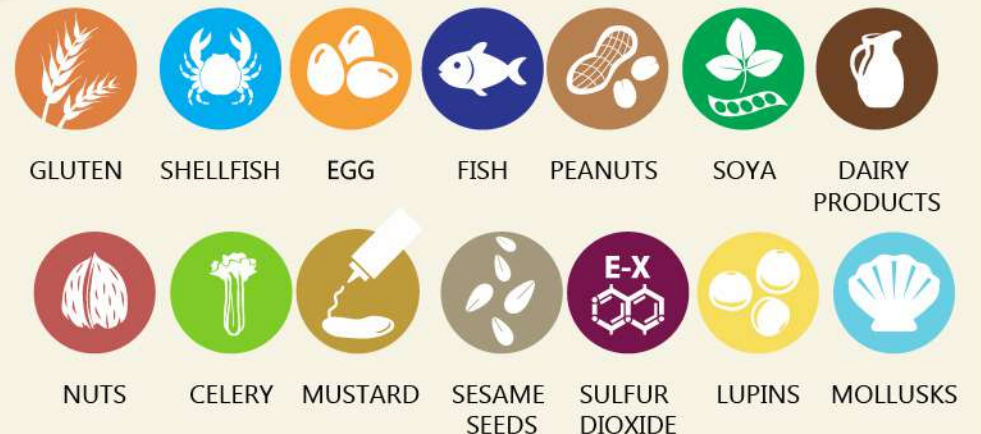 GLUTEN SHELLFISH EGG FISH PEANUTS SOYA DAIRY PRODUCTS
E-X
NUTS CELERY MUSTARD SESAME SEEDS SULFUR DIOXIDE LUPINS MOLLUSKS